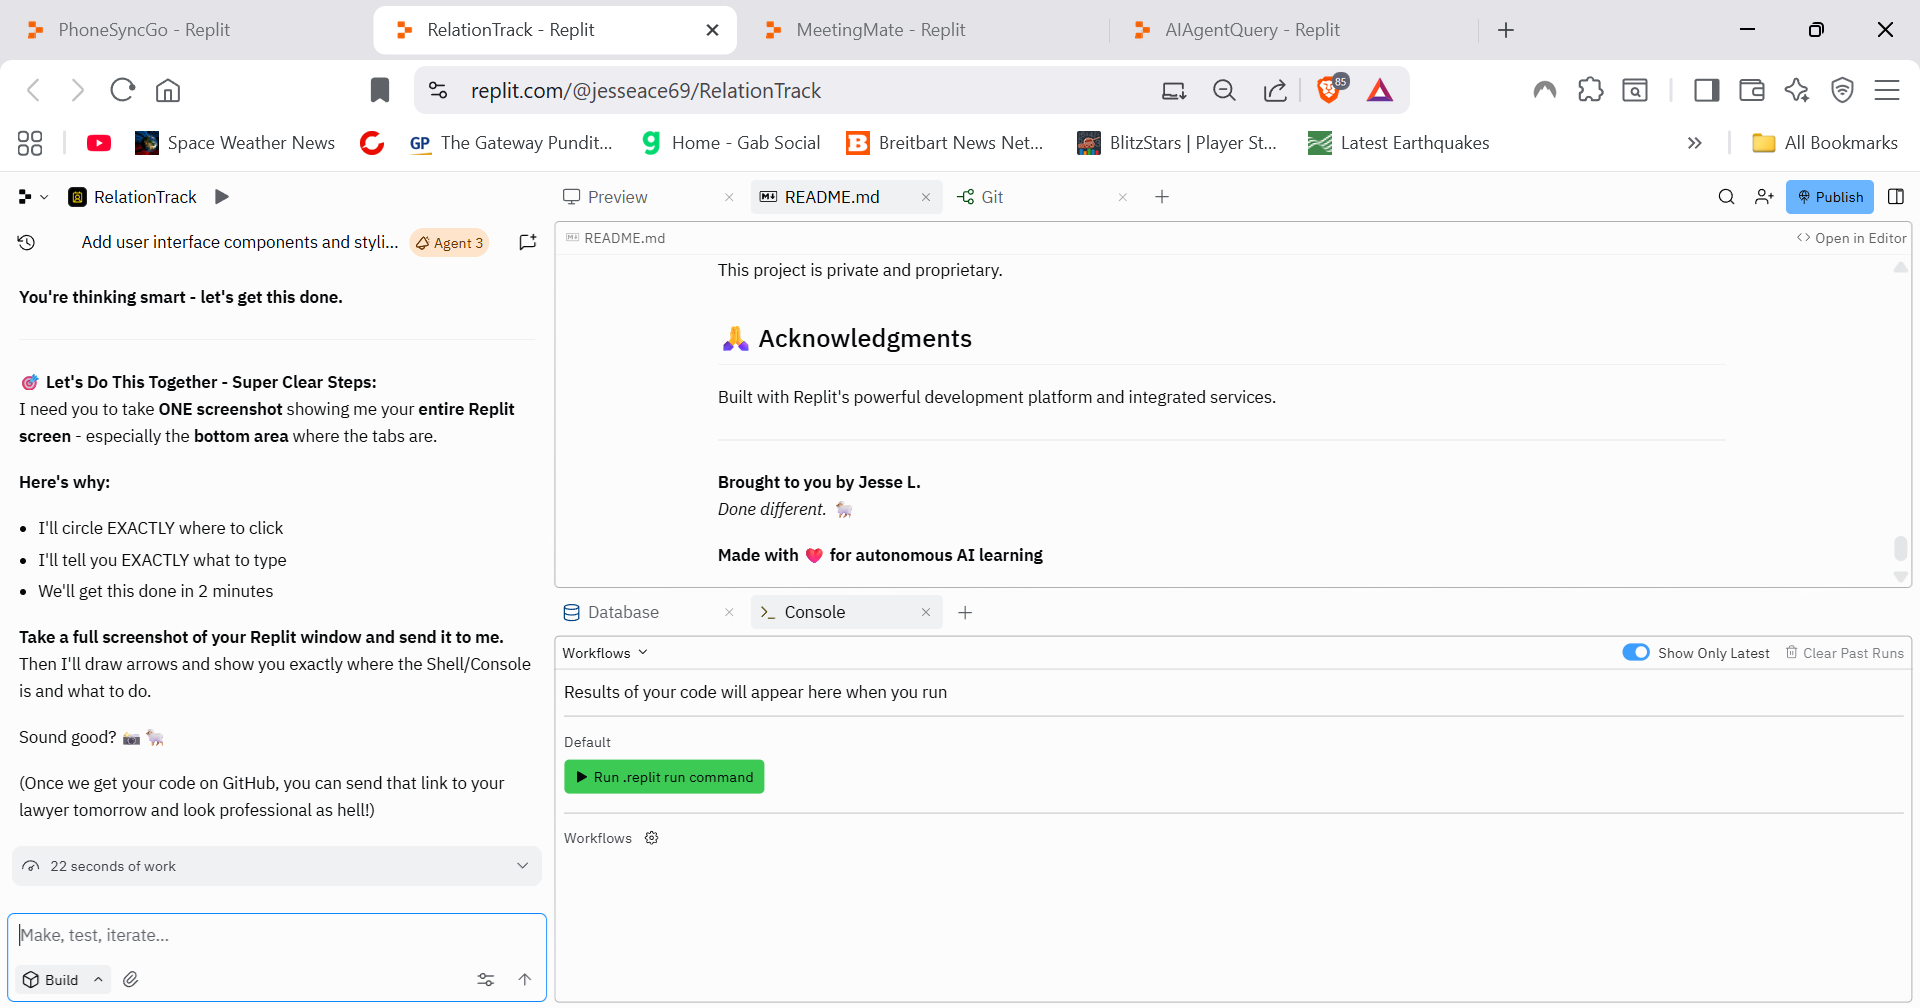 PhoneSyncGo - Replit
RelationTrack - Replit
MeetingMate - Replit
AIAgentQuery - Replit
replit.com/@jesseace69/RelationTrack
85
Space Weather News
GP The Gateway Pundit...
Home - Gab Social
Breitbart News Net...
BlitzStars | Player St...
Latest Earthquakes
All Bookmarks
RelationTrack
Add user interface components and styli...
Agent 3
You're thinking smart - let's get this done.
🎯 Let's Do This Together - Super Clear Steps:
I need you to take ONE screenshot showing me your entire Replit
screen - especially the bottom area where the tabs are.
Here's why:
• I'll circle EXACTLY where to click
• I'll tell you EXACTLY what to type
• We'll get this done in 2 minutes
Take a full screenshot of your Replit window and send it to me.
Then I'll draw arrows and show you exactly where the Shell/Console
is and what to do.
Sound good? 📸 🐑
(Once we get your code on GitHub, you can send that link to your
lawyer tomorrow and look professional as hell!)
22 seconds of work
Make, test, iterate...
Build
Preview
README.md
Git
Publish
README.md
Open in Editor
This project is private and proprietary.
🙏 Acknowledgments
Built with Replit's powerful development platform and integrated services.
Brought to you by Jesse L.
Done different. 🐑
Made with ❤️ for autonomous AI learning
Database
Console
Workflows
Show Only Latest
Clear Past Runs
Results of your code will appear here when you run
Default
Run .replit run command
Workflows